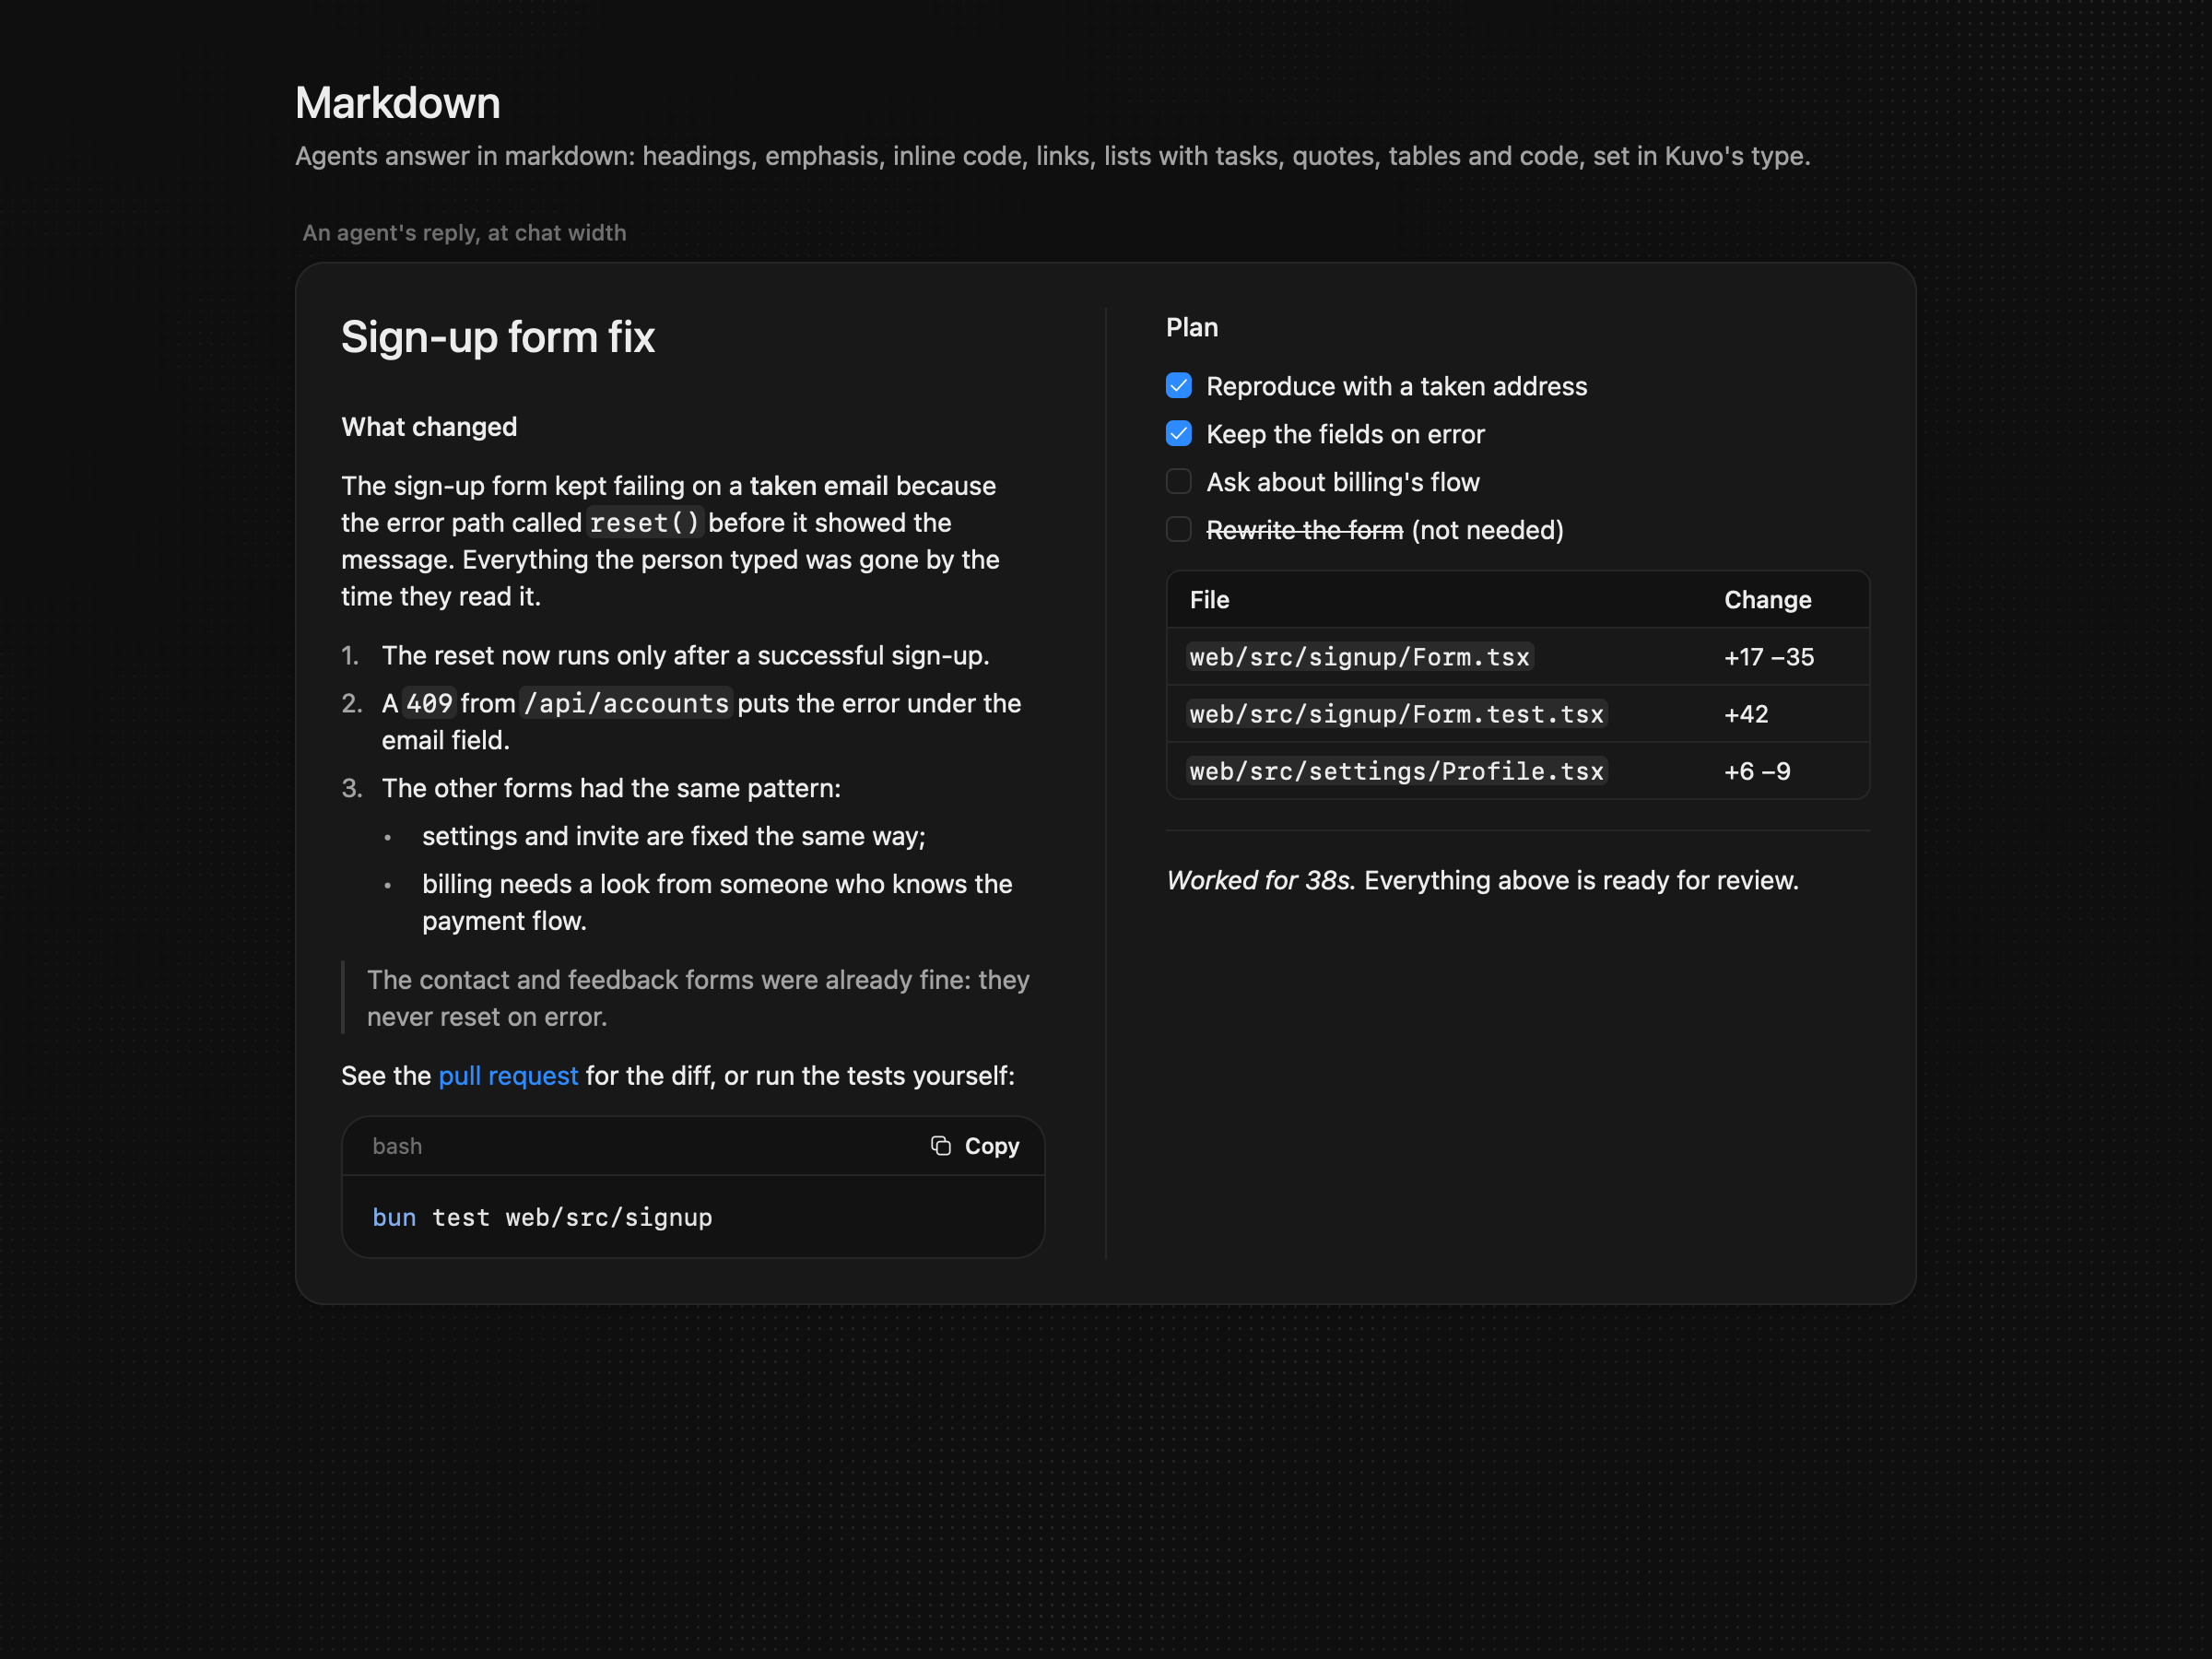 Markdown
Agents answer in markdown: headings, emphasis, inline code, links, lists with tasks, quotes, tables and code, set in Kuvo's type.
An agent's reply, at chat width
Sign-up form fix
What changed
The sign-up form kept failing on a taken email because
the error path called reset() before it showed the
message. Everything the person typed was gone by the
time they read it.
1. The reset now runs only after a successful sign-up.
2. A 409 from /api/accounts puts the error under the
email field.
3. The other forms had the same pattern:
• settings and invite are fixed the same way;
• billing needs a look from someone who knows the
payment flow.
The contact and feedback forms were already fine: they
never reset on error.
See the pull request for the diff, or run the tests yourself:
bash Copy
bun test web/src/signup
Plan
Reproduce with a taken address
Keep the fields on error
Ask about billing's flow
Rewrite the form (not needed)
File Change
web/src/signup/Form.tsx +17 −35
web/src/signup/Form.test.tsx +42
web/src/settings/Profile.tsx +6 −9
Worked for 38s. Everything above is ready for review.